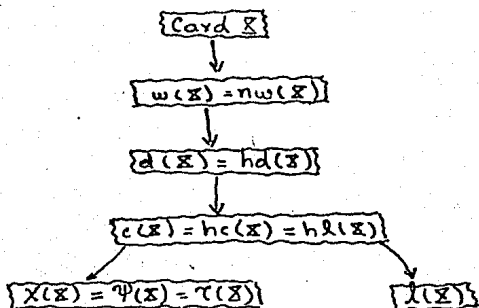 Card X
w(X) = nw(X)
d(X) = hd(X)
c(X) = hc(X) = hl(X)
χ(X) = Ψ(X) = τ(X)
l(X)